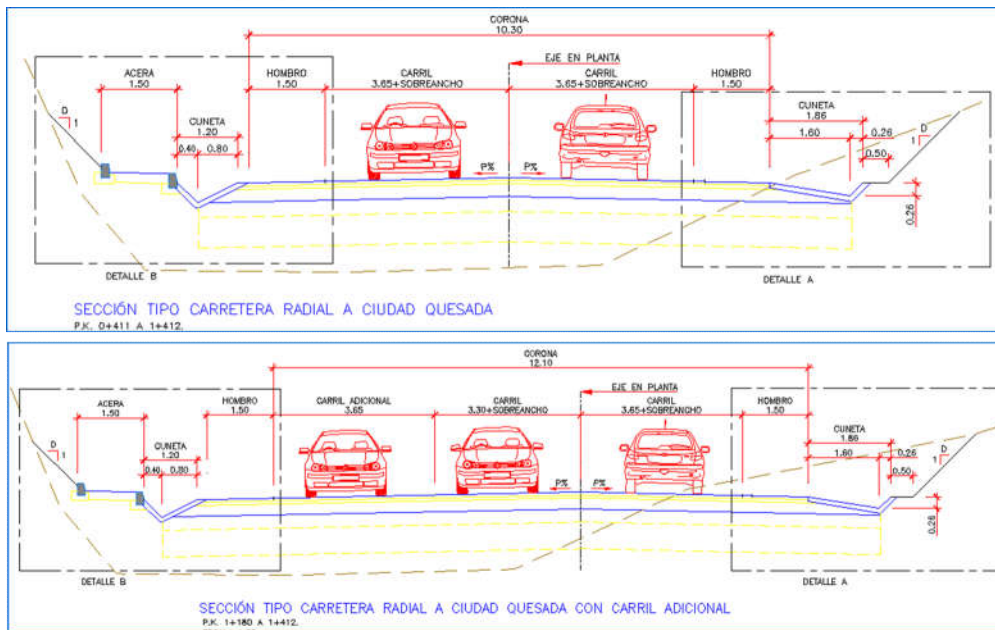 CORONA
10.30
EJE EN PLANTA
ACERA
1.50
HOMBRO
1.50
CARRIL
3.65+SOBREANCHO
CARRIL
3.65+SOBREANCHO
HOMBRO
1.50
CUNETA
1.20
0.40 0.80
CUNETA
1.86
1.60 0.26
0.50
D
1
D
1
P% P%
0.26
DETALLE B
DETALLE A
SECCIÓN TIPO CARRETERA RADIAL A CIUDAD QUESADA
P.K. 0+411 A 1+412.
CORONA
12.10
EJE EN PLANTA
ACERA
1.50
HOMBRO
1.50
CARRIL ADICIONAL
3.65
CARRIL
3.30+SOBREANCHO
CARRIL
3.65+SOBREANCHO
HOMBRO
1.50
CUNETA
1.20
0.40 0.80
CUNETA
1.86
1.60 0.26
0.50
D
1
D
1
P% P%
0.26
DETALLE B
DETALLE A
SECCIÓN TIPO CARRETERA RADIAL A CIUDAD QUESADA CON CARRIL ADICIONAL
P.K. 1+180 A 1+412.